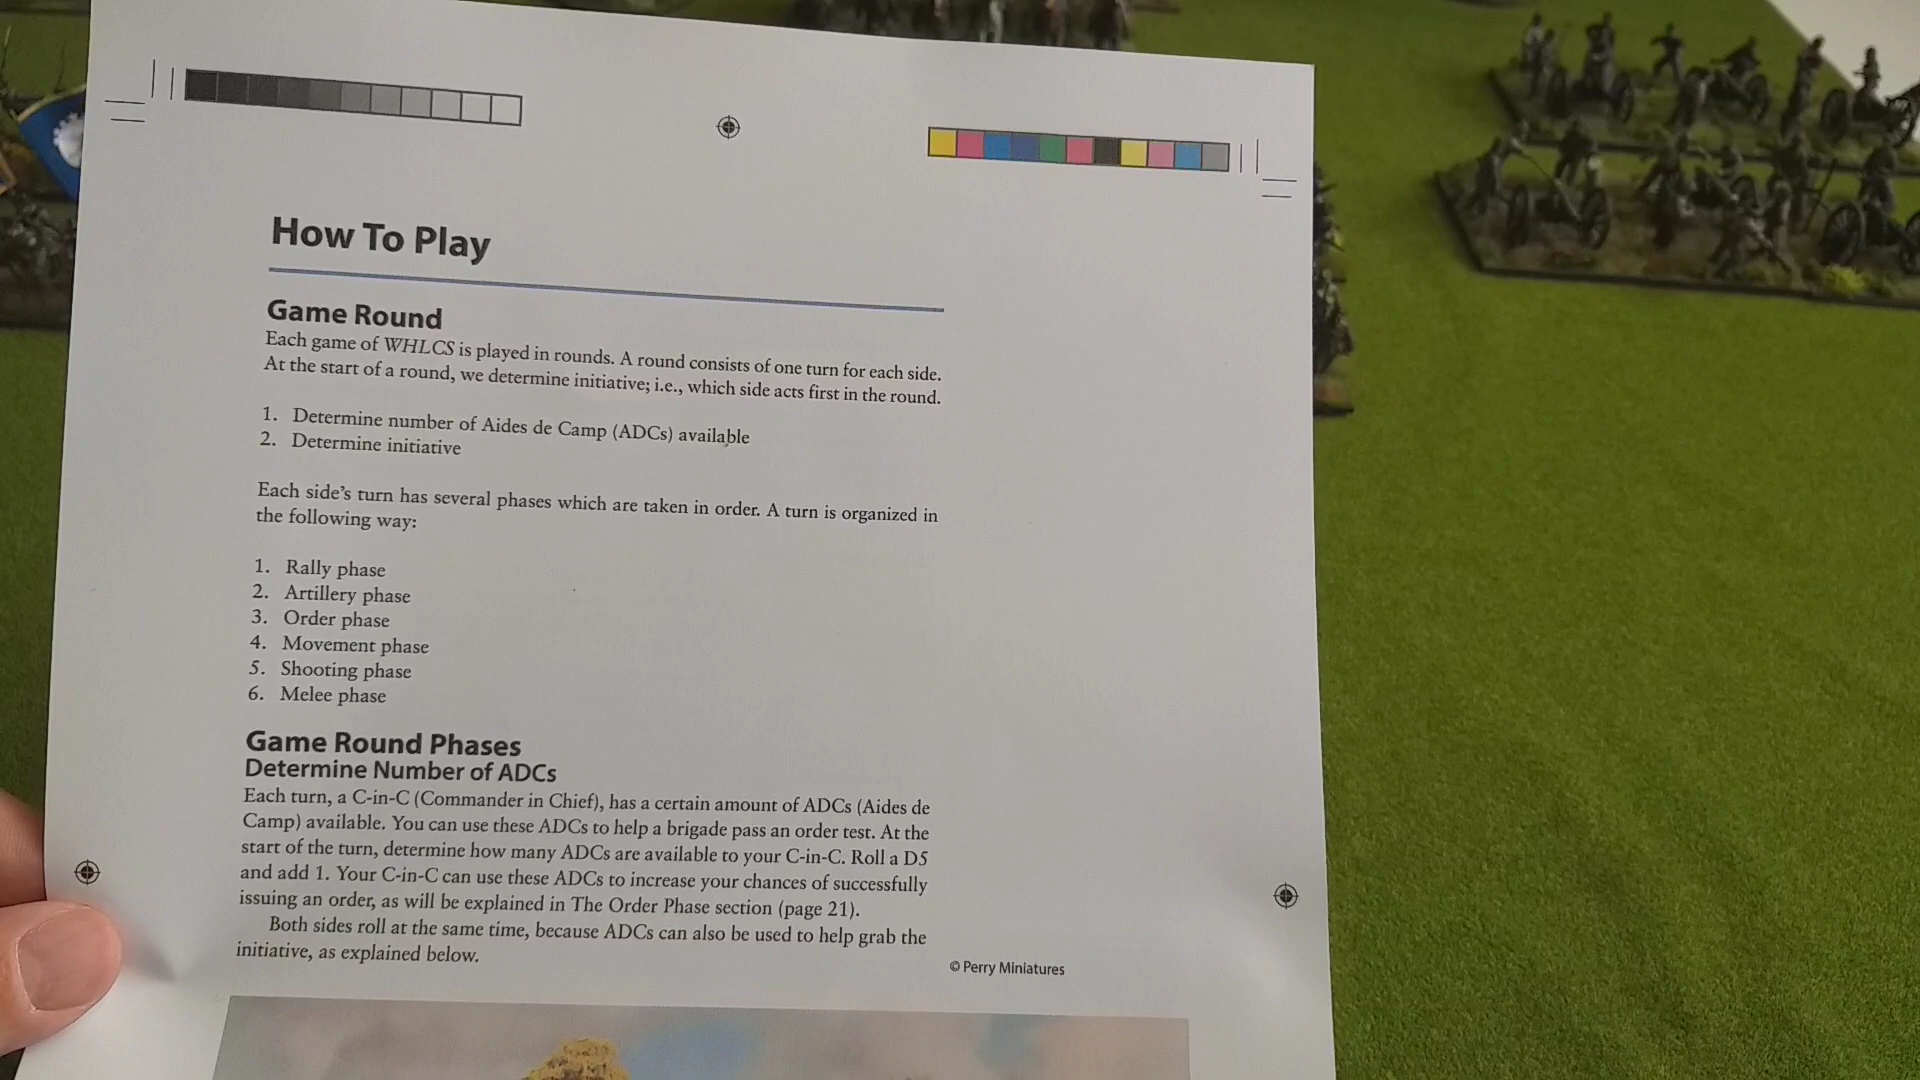 How To Play
Game Round
Each game of WHLCS is played in rounds. A round consists of one turn for each side.
At the start of a round, we determine initiative; i.e., which side acts first in the round.
1. Determine number of Aides de Camp (ADCs) available
2. Determine initiative
Each side's turn has several phases which are taken in order. A turn is organized in
the following way:
1. Rally phase
2. Artillery phase
3. Order phase
4. Movement phase
5. Shooting phase
6. Melee phase
Game Round Phases
Determine Number of ADCs
Each turn, a C-in-C (Commander in Chief), has a certain amount of ADCs (Aides de
Camp) available. You can use these ADCs to help a brigade pass an order test. At the
start of the turn, determine how many ADCs are available to your C-in-C. Roll a D5
and add 1. Your C-in-C can use these ADCs to increase your chances of successfully
issuing an order, as will be explained in The Order Phase section (page 21).
Both sides roll at the same time, because ADCs can also be used to help grab the
initiative, as explained below.
© Perry Miniatures